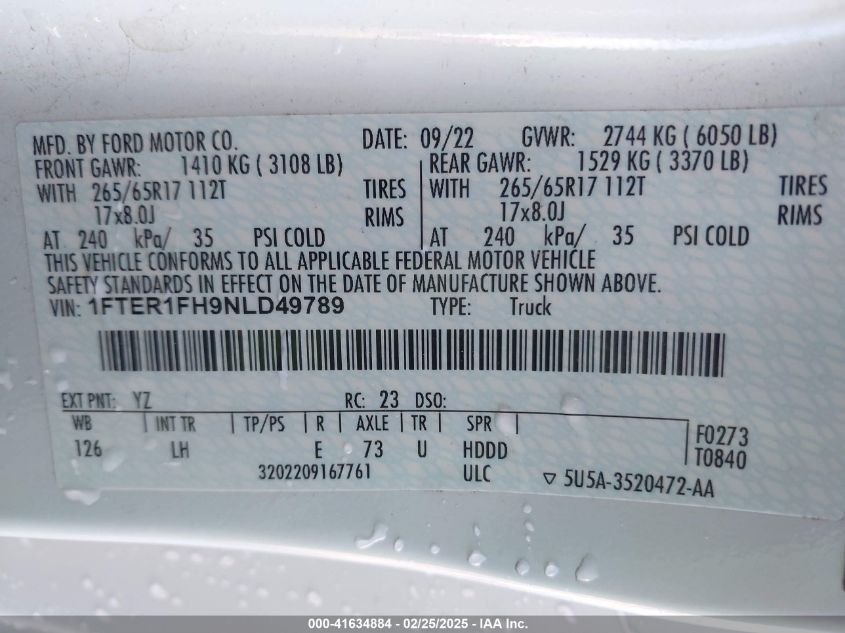 MFD. BY FORD MOTOR CO. DATE: 09/22 GVWR: 2744 KG ( 6050 LB)
FRONT GAWR: 1410 KG ( 3108 LB) REAR GAWR: 1529 KG ( 3370 LB)
WITH 265/65R17 112T TIRES WITH 265/65R17 112T TIRES
17x8.0J RIMS 17x8.0J RIMS
AT 240 kPa/ 35 PSI COLD AT 240 kPa/ 35 PSI COLD
THIS VEHICLE CONFORMS TO ALL APPLICABLE FEDERAL MOTOR VEHICLE
SAFETY STANDARDS IN EFFECT ON THE DATE OF MANUFACTURE SHOWN ABOVE.
VIN: 1FTER1FH9NLD49789 TYPE: Truck
EXT PNT: YZ RC: 23 DSO:
WB INT TR TP/PS R AXLE TR SPR
126 LH E 73 U HDDD
F0273
T0840
3202209167761 ULC ▽ 5U5A-3520472-AA
000-41634884 - 02/25/2025 - IAA Inc.